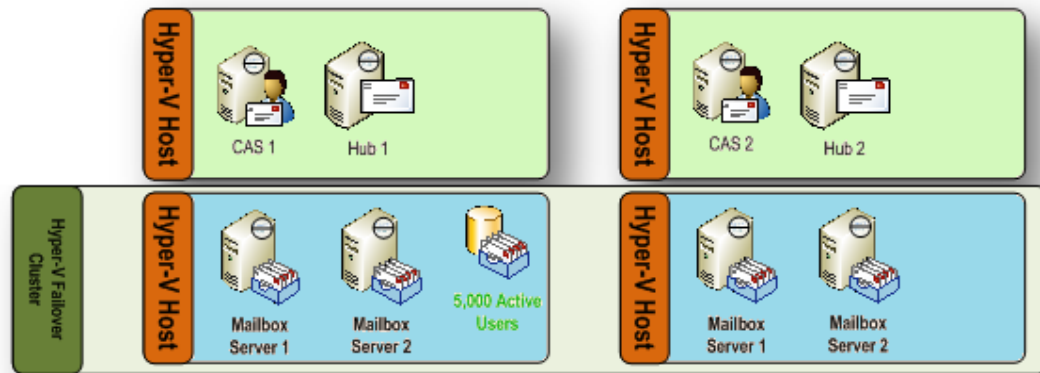 Hyper-V Host
CAS 1
Hub 1
Hyper-V Host
CAS 2
Hub 2
Hyper-V Failover
Cluster
Hyper-V Host
Mailbox
Server 1
Mailbox
Server 2
5,000 Active
Users
Hyper-V Host
Mailbox
Server 1
Mailbox
Server 2